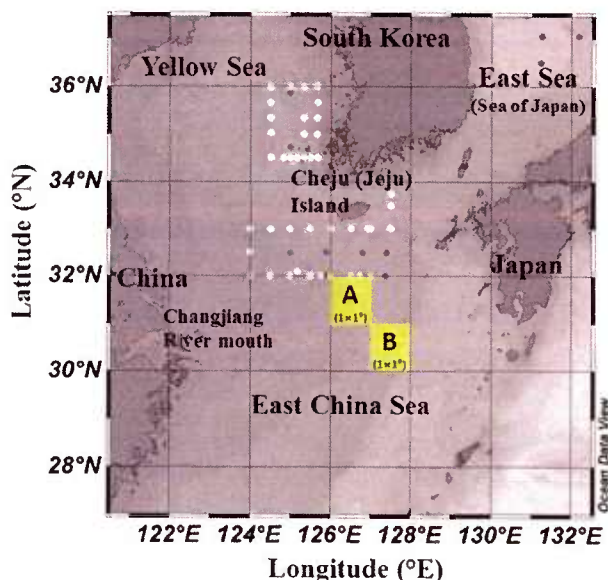 South Korea
36°N
Yellow Sea
East Sea
(Sea of Japan)
34°N
Cheju (Jeju)
Island
Latitude (°N)
32°N
China
Japan
A
(1×1°)
Changjiang
River mouth
B
(1×1°)
30°N
East China Sea
28°N
Ocean Data View
122°E 124°E 126°E 128°E 130°E 132°E
Longitude (°E)